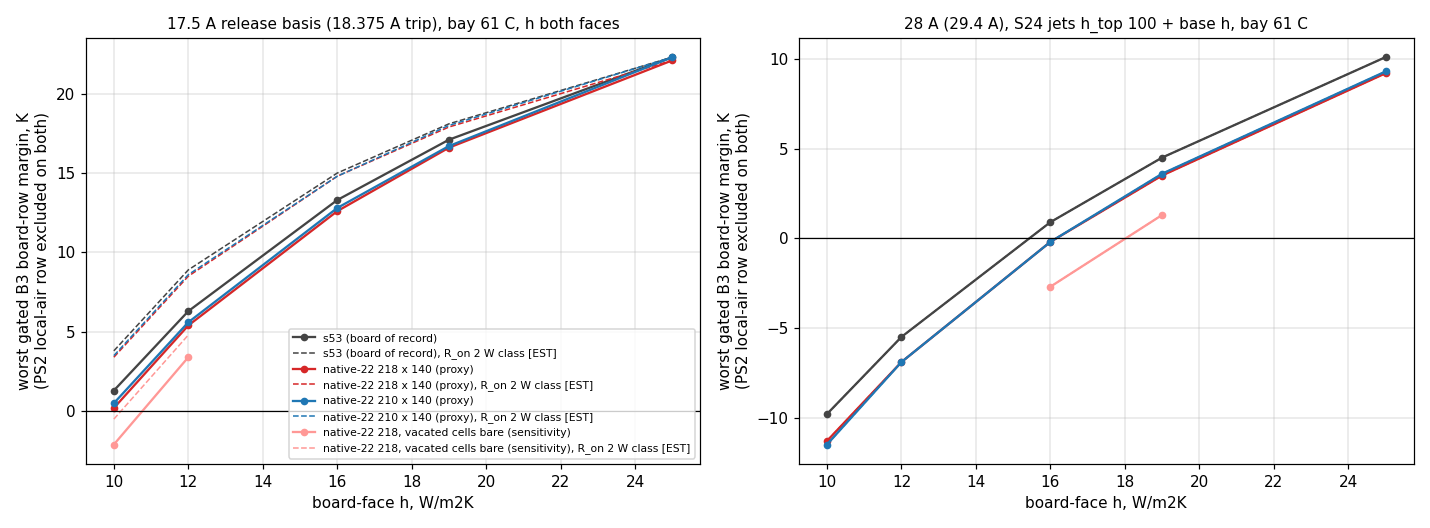 17.5 A release basis (18.375 A trip), bay 61 C, h both faces
worst gated B3 board-row margin, K
(PS2 local-air row excluded on both)
20
15
10
5
0
s53 (board of record)
s53 (board of record), R_on 2 W class [EST]
native-22 218 x 140 (proxy)
native-22 218 x 140 (proxy), R_on 2 W class [EST]
native-22 210 x 140 (proxy)
native-22 210 x 140 (proxy), R_on 2 W class [EST]
native-22 218, vacated cells bare (sensitivity)
native-22 218, vacated cells bare (sensitivity), R_on 2 W class [EST]
10 12 14 16 18 20 22 24
board-face h, W/m2K
28 A (29.4 A), S24 jets h_top 100 + base h, bay 61 C
worst gated B3 board-row margin, K
(PS2 local-air row excluded on both)
10
5
0
−5
−10
10 12 14 16 18 20 22 24
board-face h, W/m2K